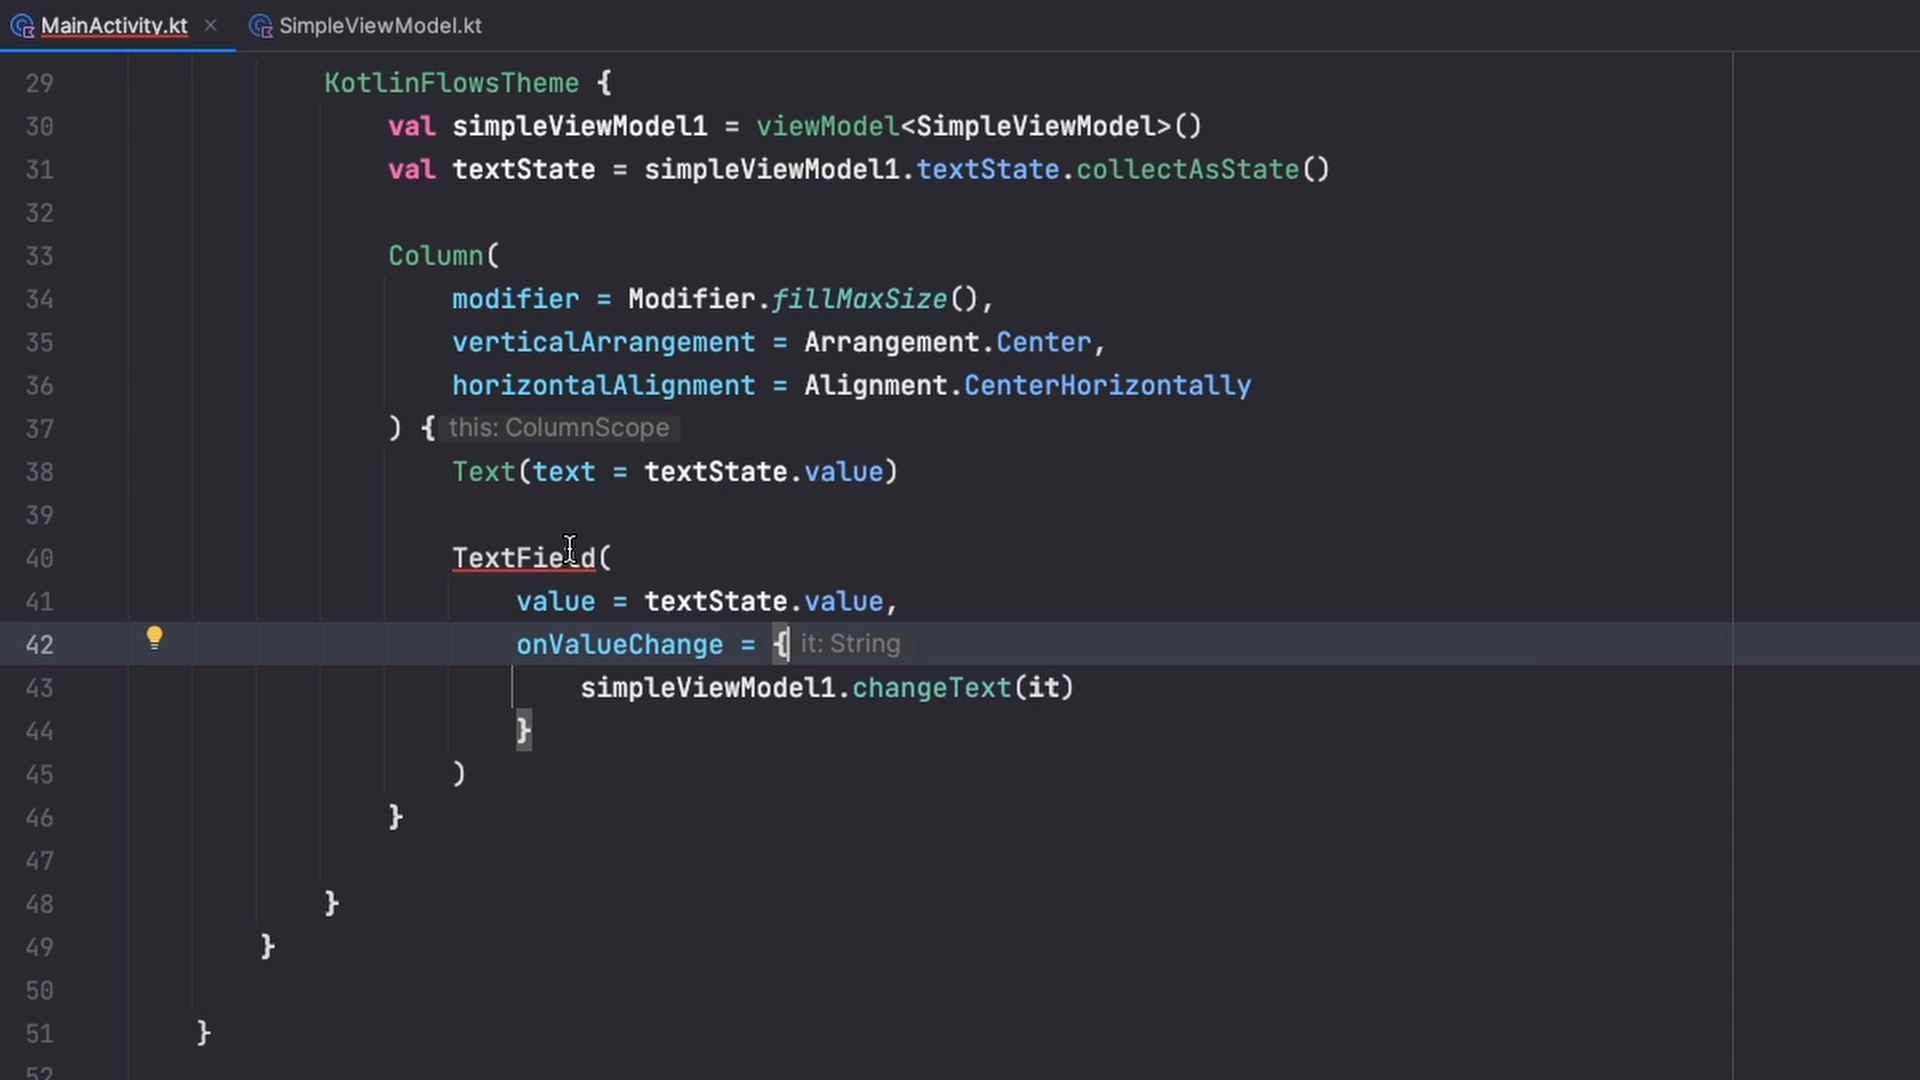 MainActivity.kt × SimpleViewModel.kt
29 KotlinFlowsTheme {
30 val simpleViewModel1 = viewModel<SimpleViewModel>()
31 val textState = simpleViewModel1.textState.collectAsState()
32
33 Column(
34 modifier = Modifier.fillMaxSize(),
35 verticalArrangement = Arrangement.Center,
36 horizontalAlignment = Alignment.CenterHorizontally
37 ) { this: ColumnScope
38 Text(text = textState.value)
39
40 TextField(
41 value = textState.value,
42 onValueChange = { it: String
43 simpleViewModel1.changeText(it)
44 }
45 )
46 }
47
48 }
49 }
50
51 }
52